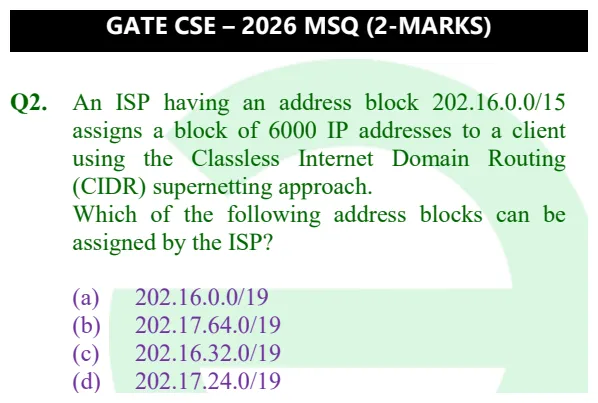 GATE CSE – 2026 MSQ (2-MARKS)
Q2. An ISP having an address block 202.16.0.0/15
assigns a block of 6000 IP addresses to a client
using the Classless Internet Domain Routing
(CIDR) supernetting approach.
Which of the following address blocks can be
assigned by the ISP?
(a) 202.16.0.0/19
(b) 202.17.64.0/19
(c) 202.16.32.0/19
(d) 202.17.24.0/19